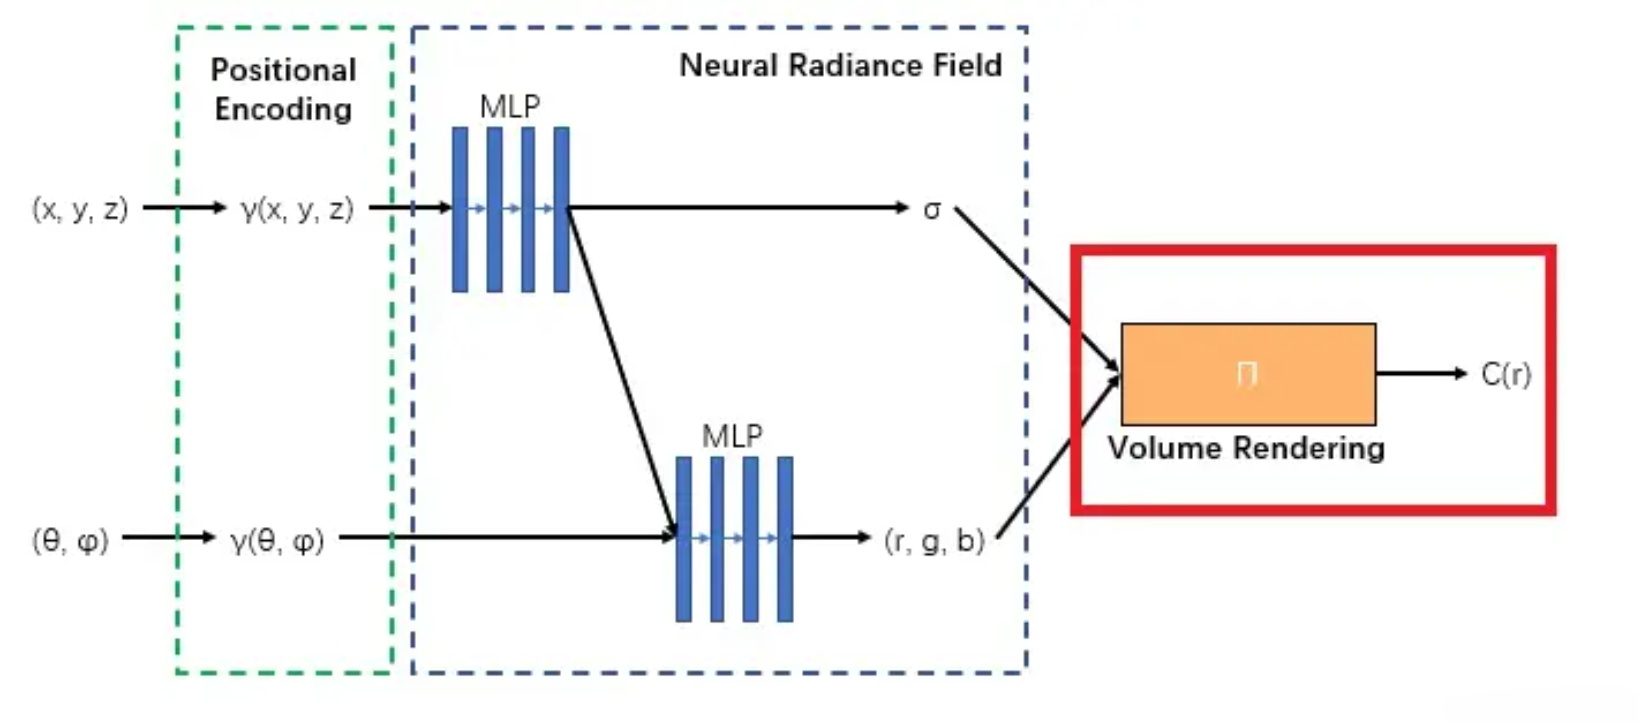 Positional
Encoding
Neural Radiance Field
MLP
(x, y, z)
γ(x, y, z)
σ
Π
C(r)
Volume Rendering
MLP
(θ, φ)
γ(θ, φ)
(r, g, b)